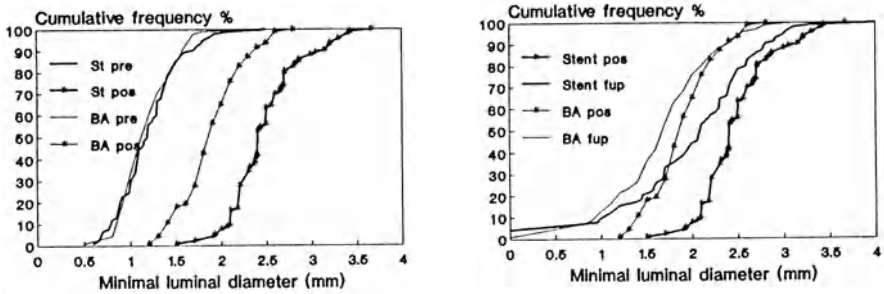 Cumulative frequency %
100
90
80
70
60
50
40
30
20
10
0
St pre
St pos
BA pre
BA pos
0 0.5 1 1.5 2 2.5 3 3.5 4
Minimal luminal diameter (mm)
Cumulative frequency %
100
90
80
70
60
50
40
30
20
10
0
Stent pos
Stent fup
BA pos
BA fup
0 0.5 1 1.5 2 2.5 3 3.5 4
Minimal luminal diameter (mm)